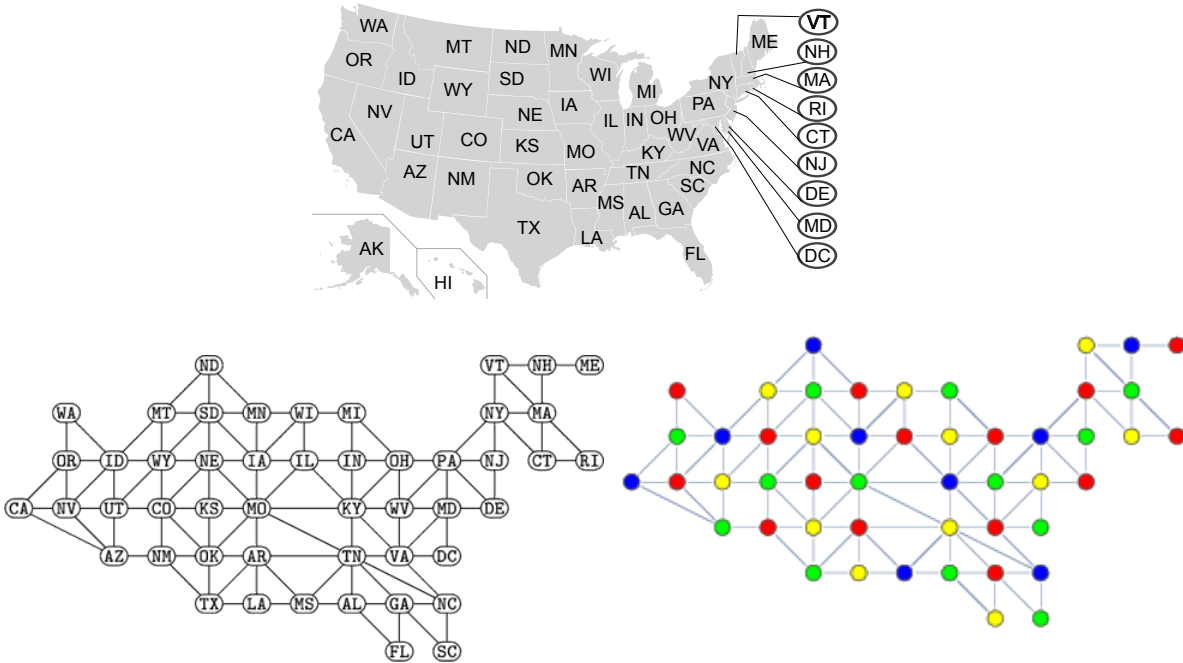 WA
MT
ND
MN
ME
VT
OR
ID
WY
SD
WI
NY
NH
MI
MA
NV
NE
IA
IL
IN
OH
PA
RI
CA
UT
CO
KS
MO
KY
WV
VA
CT
AZ
NM
OK
AR
TN
NC
SC
NJ
DE
TX
MS
AL
GA
LA
MD
AK
HI
FL
DC
ND VT NH ME
WA MT SD MN WI MI NY MA
OR ID WY NE IA IL IN OH PA NJ CT RI
CA NV UT CO KS MO KY WV MD DE
AZ NM OK AR TN VA DC
TX LA MS AL GA NC
FL SC